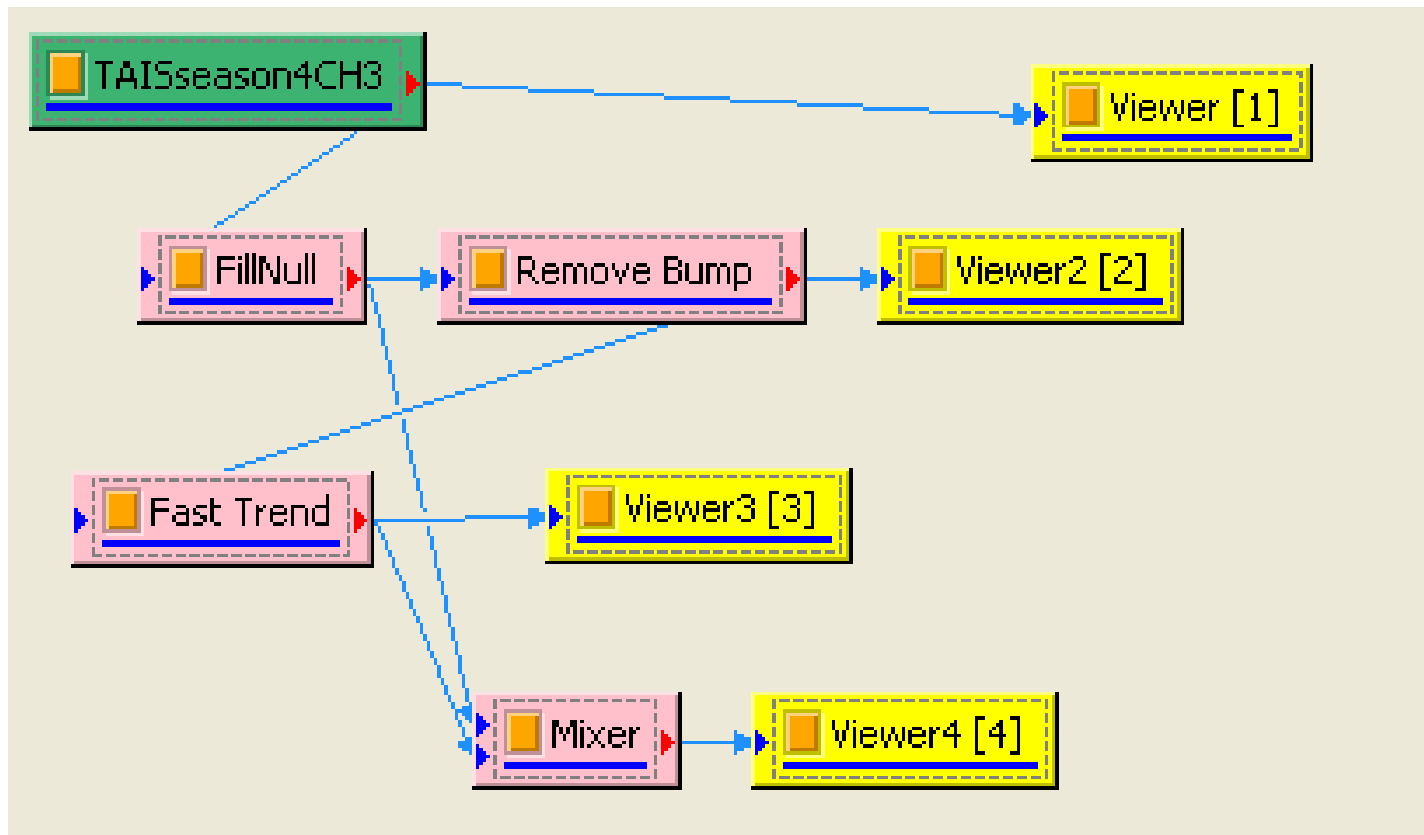 TAISseason4CH3
Viewer [1]
FillNull
Remove Bump
Viewer2 [2]
Fast Trend
Viewer3 [3]
Mixer
Viewer4 [4]